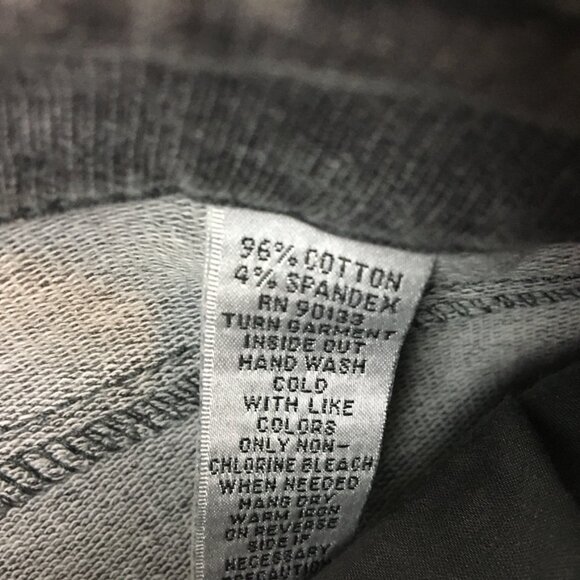 96% COTTON
4% SPANDEX
RN 90133
TURN GARMENT
INSIDE OUT
HAND WASH
COLD
WITH LIKE
COLORS
ONLY NON-
CHLORINE BLEACH
WHEN NEEDED
HANG DRY
WARM IRON
ON REVERSE
SIDE IF
NECESSARY
PRECAUTION